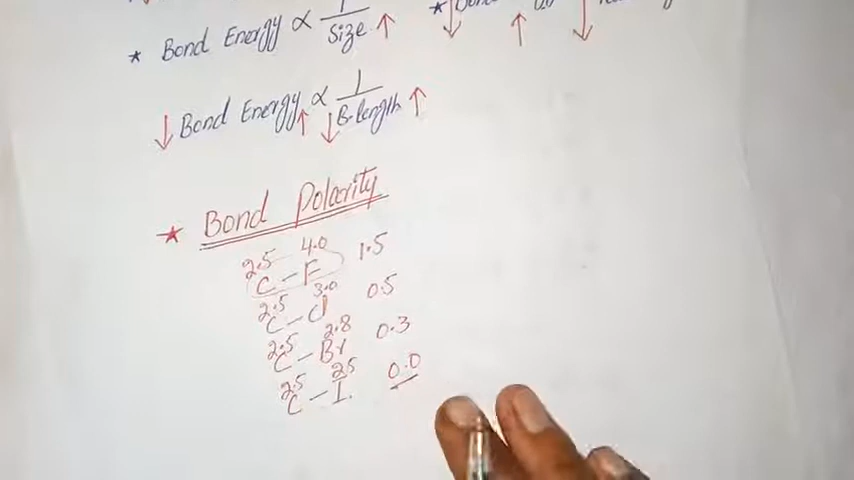 * Bond Energy ∝ 1/Size ↑
↓ Bond Energy ↑ ∝ 1/B.length ↑
* Bond Polarity
2.5 4.0
C - F 1.5
2.5 3.0
C - Cl 0.5
2.5 2.8
C - Br 0.3
2.5 2.5
C - I. 0.0